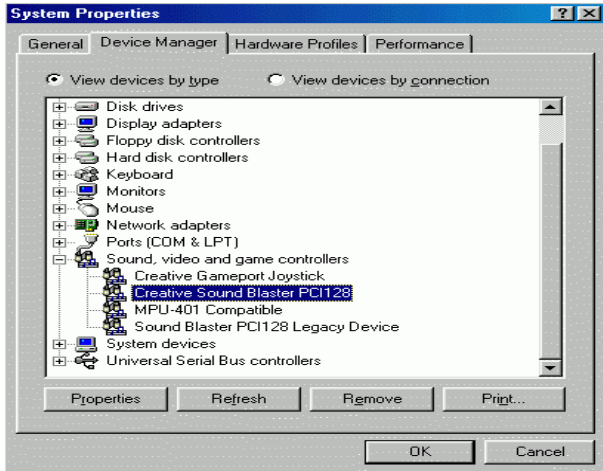 System Properties
General Device Manager Hardware Profiles Performance
View devices by type View devices by connection
Disk drives
Display adapters
Floppy disk controllers
Hard disk controllers
Keyboard
Monitors
Mouse
Network adapters
Ports (COM & LPT)
Sound, video and game controllers
Creative Gameport Joystick
Creative Sound Blaster PCI128
MPU-401 Compatible
Sound Blaster PCI128 Legacy Device
System devices
Universal Serial Bus controllers
Properties Refresh Remove Print...
OK Cancel